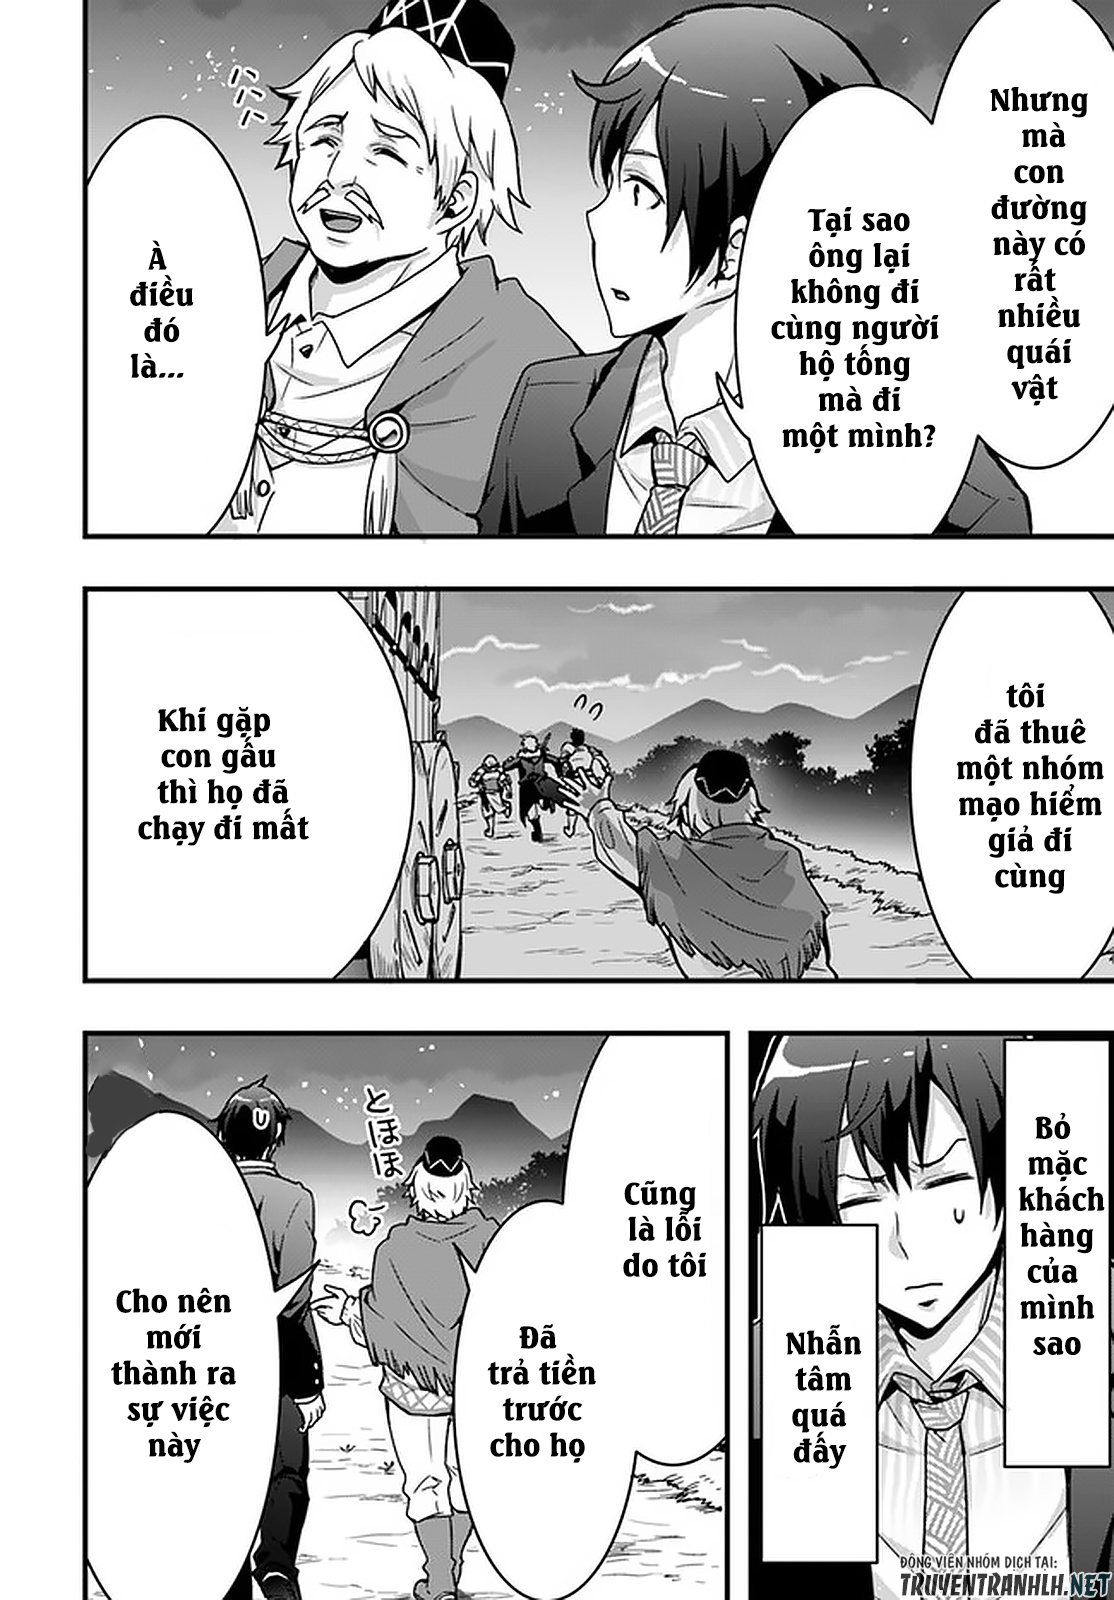 Nhưng
mà
con
đường
này có
rất
nhiều
quái
vật
Tại sao
ông lại
không đi
cùng người
hộ tống
mà đi
một mình?
À
điều
đó
là...
tôi
đã thuê
một nhóm
mạo hiểm
giả đi
cùng
Khi gặp
con gấu
thì họ đã
chạy đi mất
Bỏ
mặc
khách
hàng
của
mình
sao
Nhẫn
tâm
quá
đấy
Cũng
là lỗi
do tôi
Đã
trả tiền
trước
cho họ
とほほ
Cho nên
mới
thành ra
sự việc
này
ĐỘNG VIÊN NHÓM DỊCH TẠI:
TRUYENTRANHLH.NET